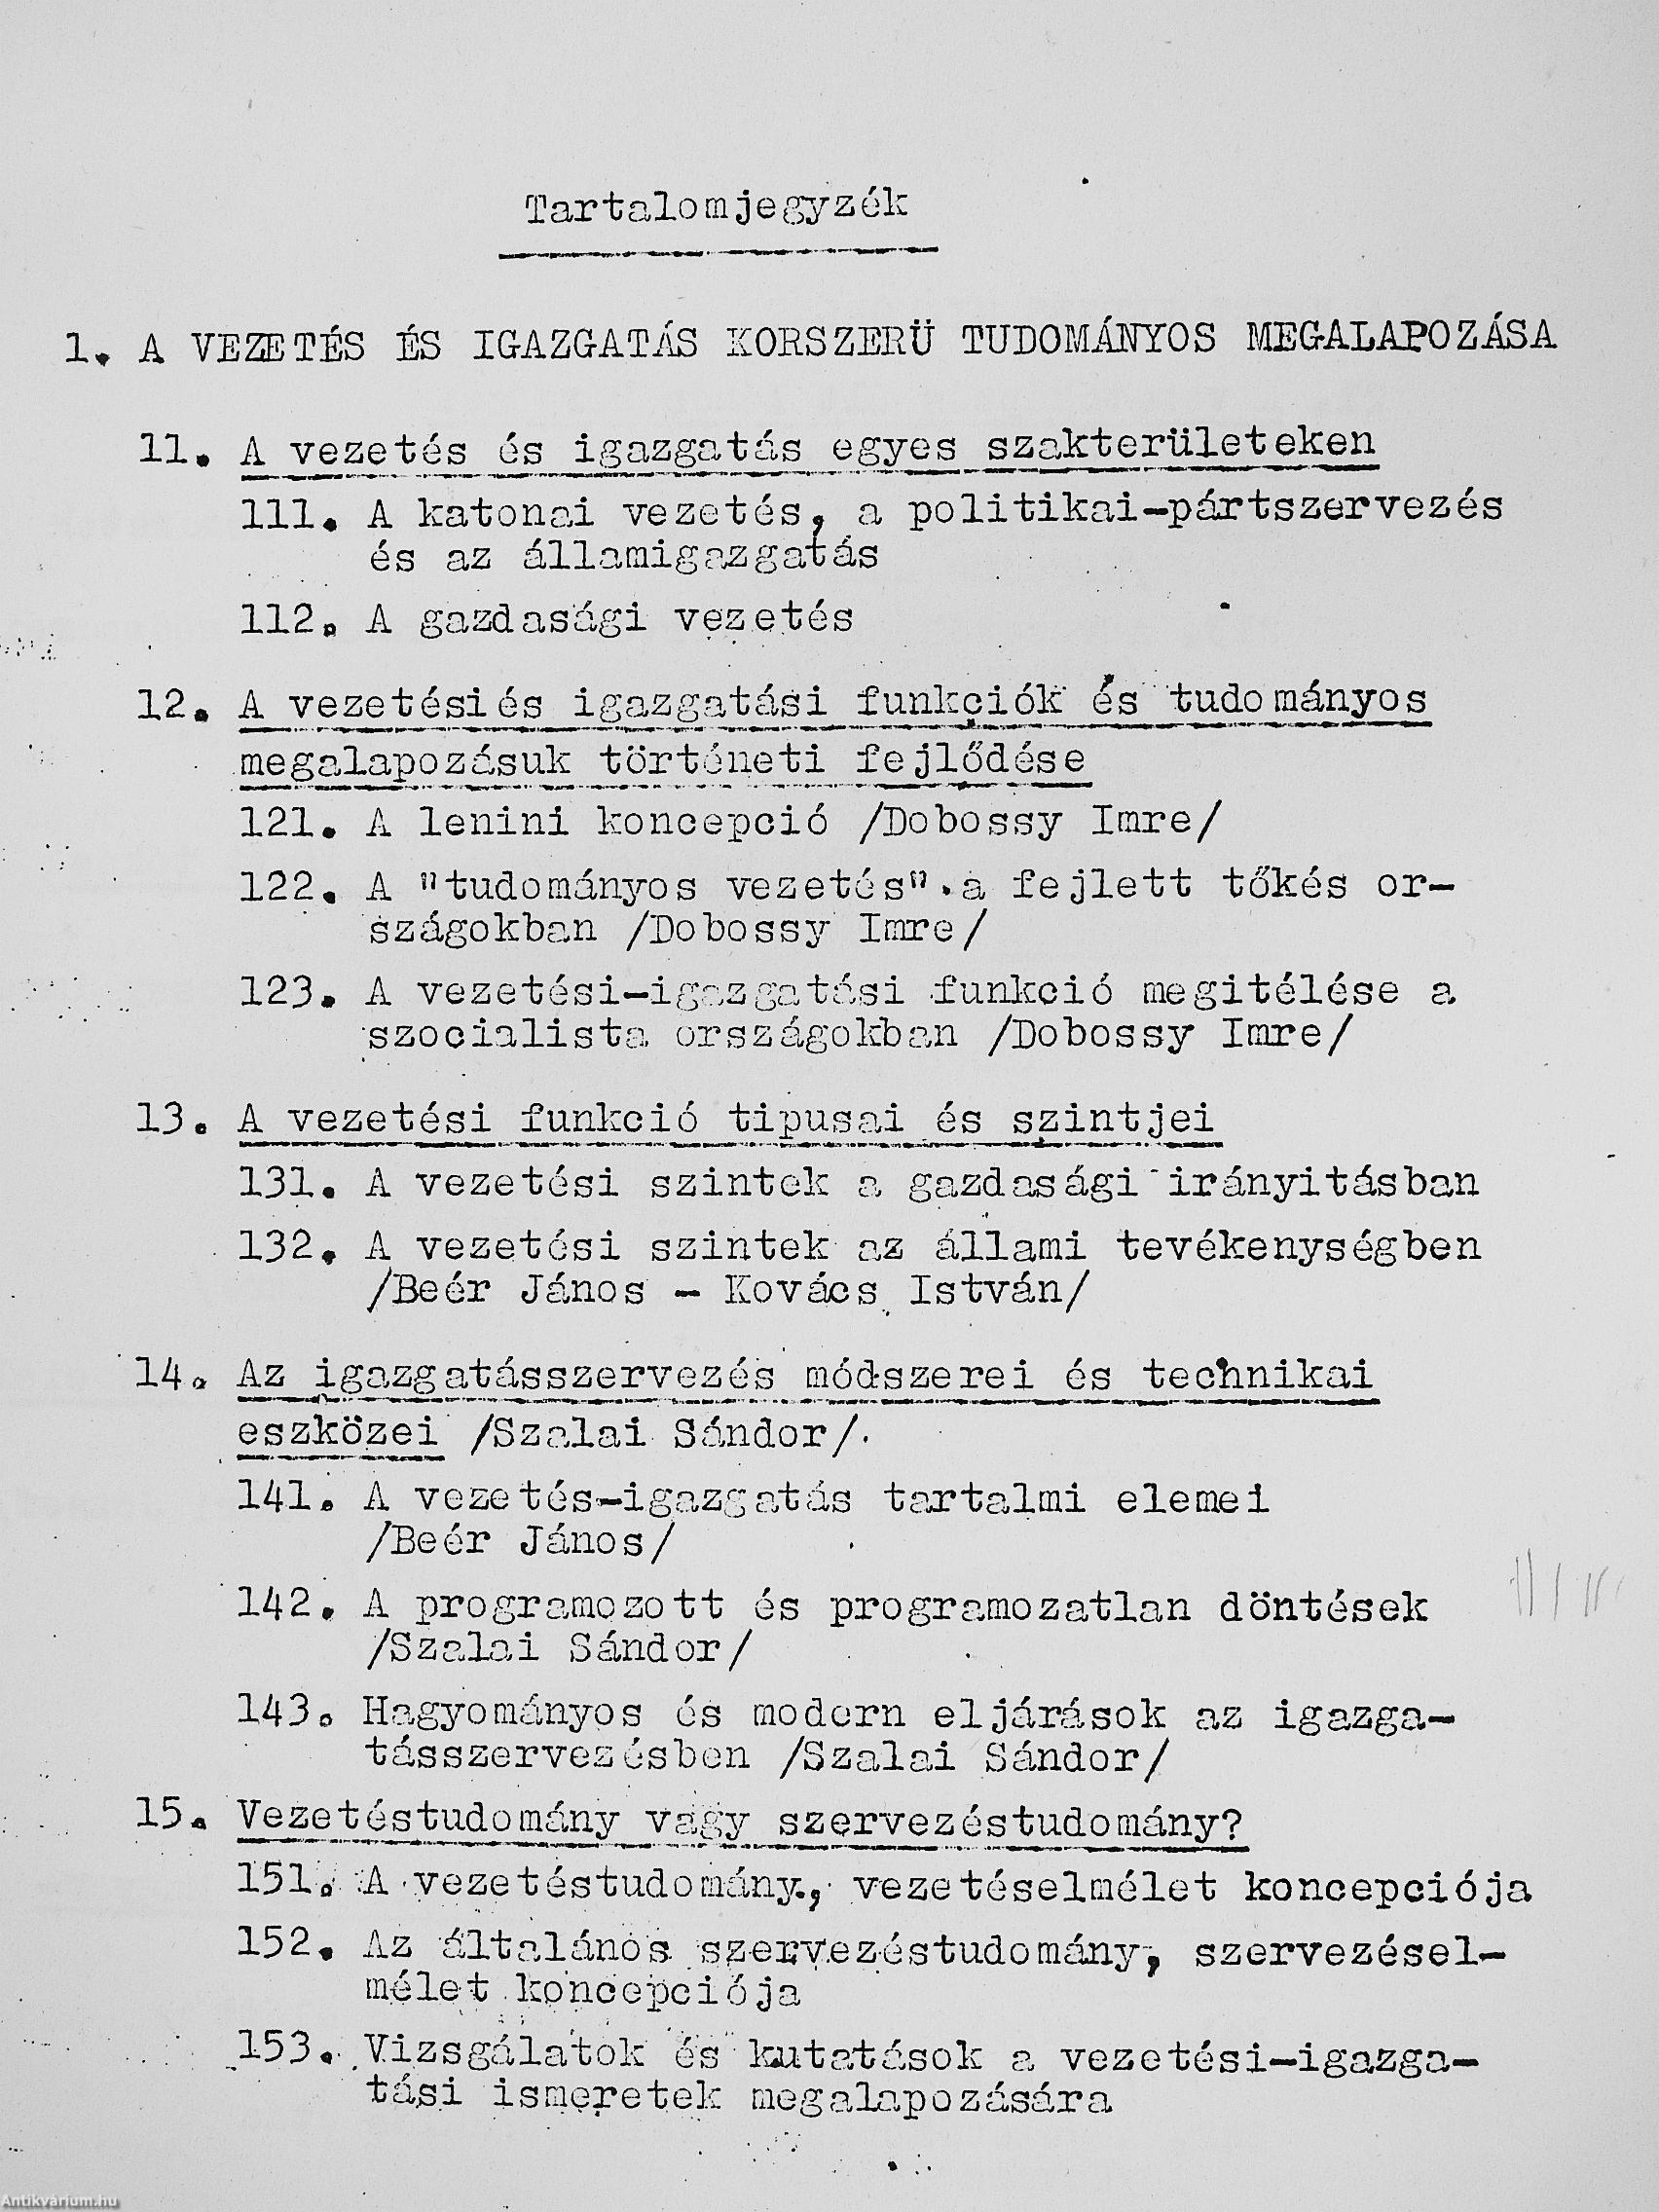 Tartalomjegyzék
1. A VEZETÉS ÉS IGAZGATÁS KORSZERÜ TUDOMÁNYOS MEGALAPOZÁSA
11. A vezetés és igazgatás egyes szakterületeken
111. A katonai vezetés, a politikai-pártszervezés
és az államigazgatás
112. A gazdasági vezetés
12. A vezetési és igazgatási funkciók és tudományos
megalapozásuk történeti fejlődése
121. A lenini koncepció /Dobossy Imre/
122. A "tudományos vezetés" a fejlett tőkés or-
szágokban /Dobossy Imre/
123. A vezetési-igazgatási funkció megitélése a
szocialista országokban /Dobossy Imre/
13. A vezetési funkció tipusai és szintjei
131. A vezetési szintek a gazdasági irányitásban
132. A vezetési szintek az állami tevékenységben
/Beér János - Kovács István/
14. Az igazgatásszervezés módszerei és technikai
eszközei /Szalai Sándor/.
141. A vezetés-igazgatás tartalmi elemei
/Beér János/
142. A programozott és programozatlan döntések
/Szalai Sándor/
143. Hagyományos és modern eljárások az igazga-
tásszervezésben /Szalai Sándor/
15. Vezetéstudomány vagy szervezéstudomány?
151. A vezetéstudomány, vezetéselmélet koncepciója
152. Az általános szervezéstudomány, szervezésel-
mélet koncepciója
153. Vizsgálatok és kutatások a vezetési-igazga-
tási ismeretek megalapozására
Antikvárium.hu